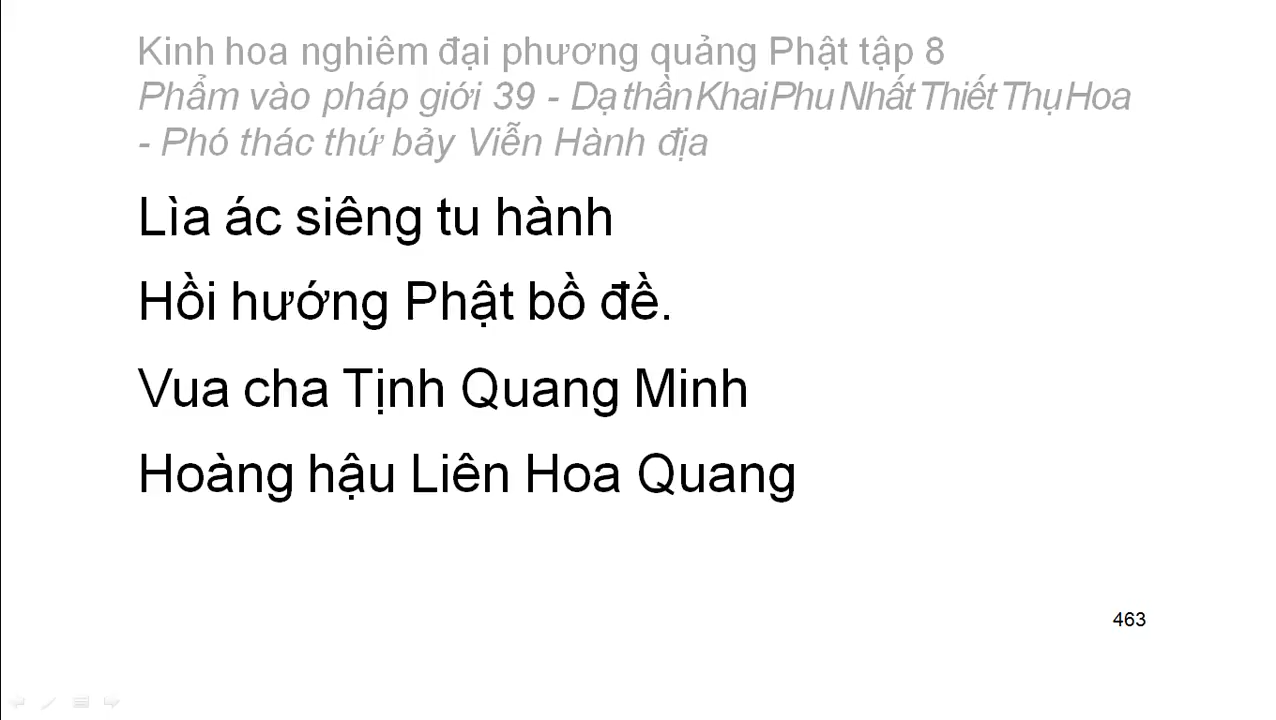 Kinh hoa nghiêm đại phương quảng Phật tập 8
Phẩm vào pháp giới 39 - Dạ thần Khai Phu Nhất Thiết Thụ Hoa
- Phó thác thứ bảy Viễn Hành địa
Lìa ác siêng tu hành
Hồi hướng Phật bồ đề.
Vua cha Tịnh Quang Minh
Hoàng hậu Liên Hoa Quang
463